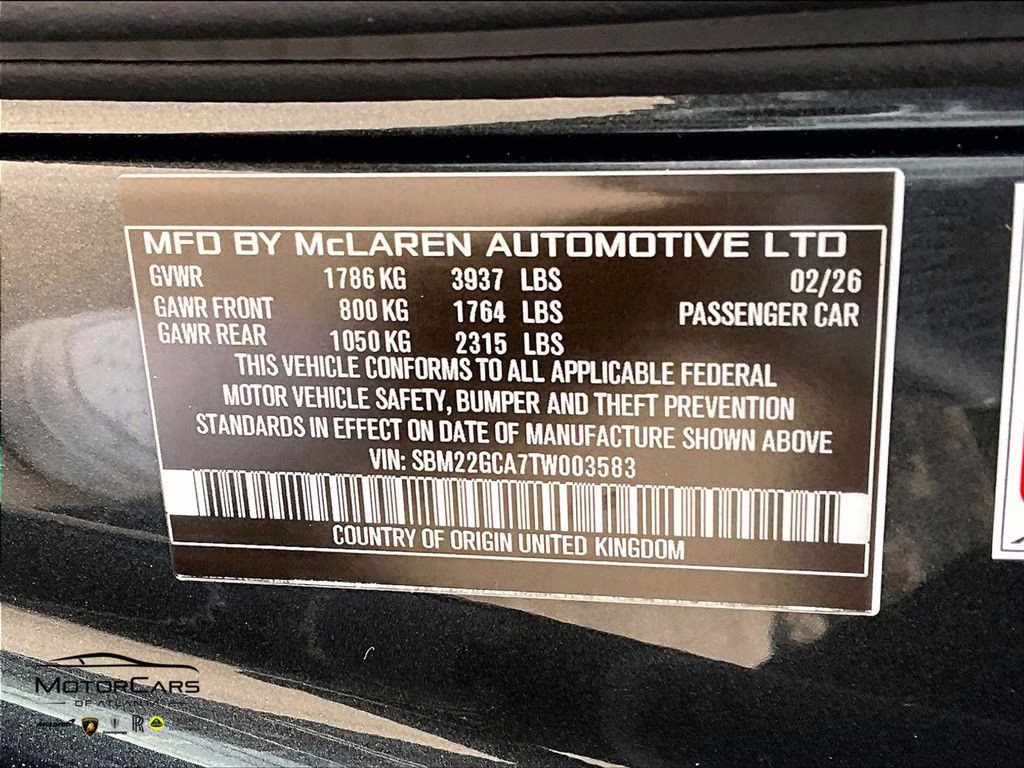 MFD BY McLAREN AUTOMOTIVE LTD
GVWR 1786 KG 3937 LBS 02/26
GAWR FRONT 800 KG 1764 LBS PASSENGER CAR
GAWR REAR 1050 KG 2315 LBS
THIS VEHICLE CONFORMS TO ALL APPLICABLE FEDERAL
MOTOR VEHICLE SAFETY, BUMPER AND THEFT PREVENTION
STANDARDS IN EFFECT ON DATE OF MANUFACTURE SHOWN ABOVE
VIN: SBM22GCA7TW003583
COUNTRY OF ORIGIN UNITED KINGDOM
MOTORCARS
OF ATLANTA